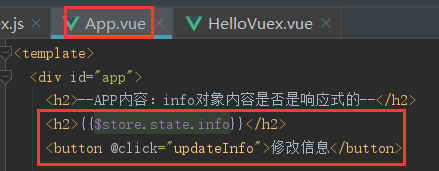 ex.js × App.vue × HelloVuex.vue ×
<template>
<div id="app">
<h2>--APP内容：info对象内容是否是响应式的--</h2>
<h2>{{$store.state.info}}</h2>
<button @click="updateInfo">修改信息</button>